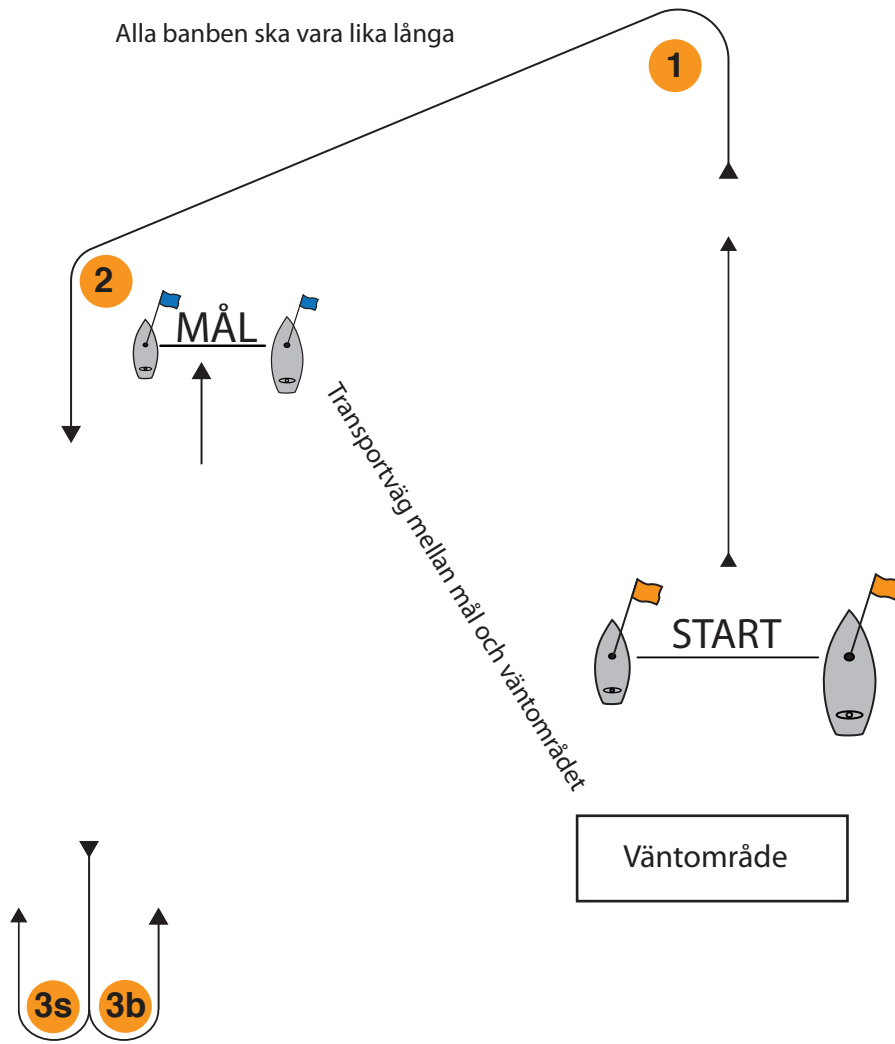 Alla banben ska vara lika långa
1
2
MÅL
Transportväg mellan mål och väntområdet
START
Väntområde
3s
3b